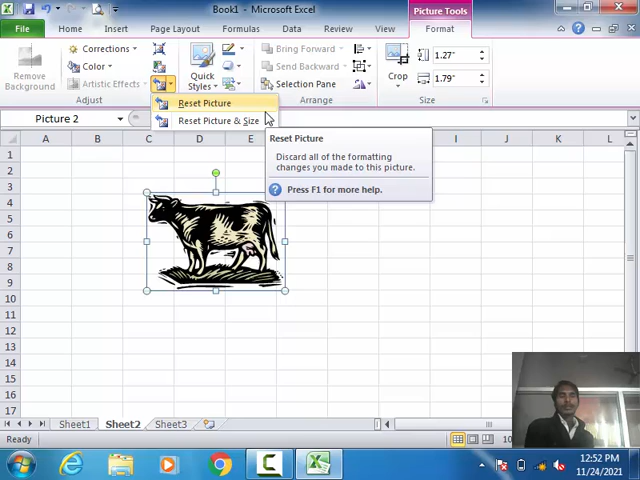 Book1 - Microsoft Excel
Picture Tools
File Home Insert Page Layout Formulas Data Review View Format
Remove Background
Corrections
Color
Artistic Effects
Adjust
Quick Styles
Bring Forward
Send Backward
Selection Pane
Arrange
Crop
1.27"
1.79"
Size
Reset Picture
Reset Picture & Size
Picture 2
Reset Picture
Discard all of the formatting
changes you made to this picture.
Press F1 for more help.
A B C D E I J K L
1
2
3
4
5
6
7
8
9
10
11
12
13
14
15
16
17
Sheet1 Sheet2 Sheet3
Ready
10
12:52 PM
11/24/2021